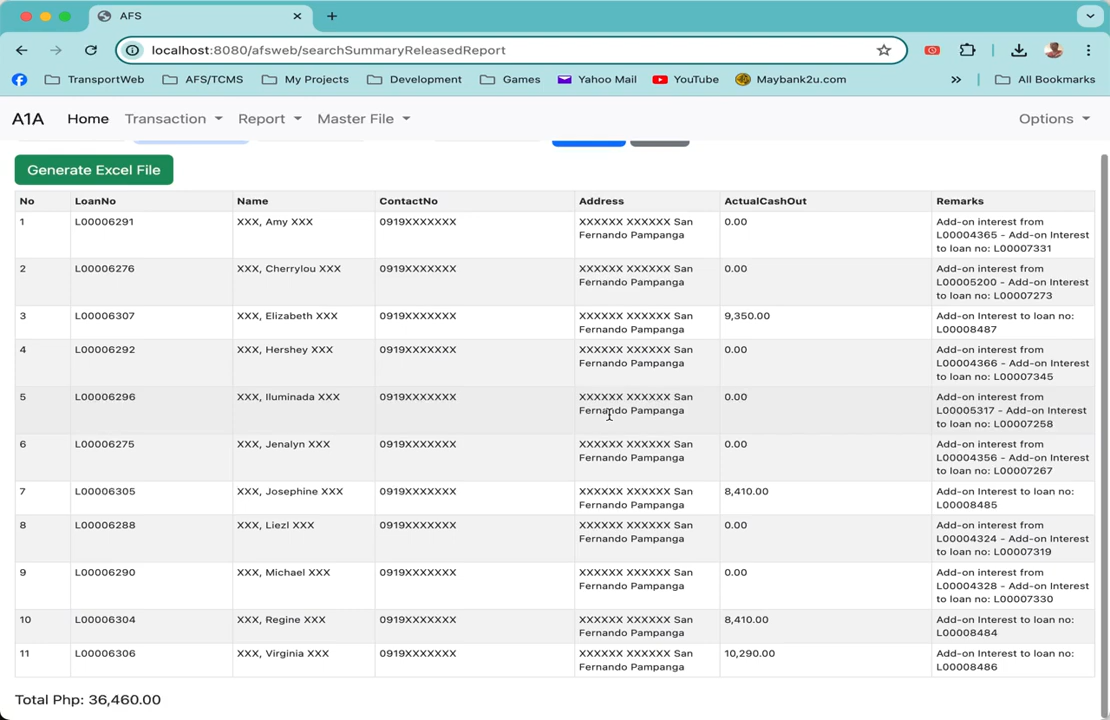 AFS
localhost:8080/afsweb/searchSummaryReleasedReport
TransportWeb AFS/TCMS My Projects Development Games Yahoo Mail YouTube Maybank2u.com » All Bookmarks
A1A Home Transaction Report Master File Options
Generate Excel File
No LoanNo Name ContactNo Address ActualCashOut Remarks
1 L00006291 XXX, Amy XXX 0919XXXXXXX XXXXXX XXXXXX San 0.00 Add-on interest from
Fernando Pampanga L00004365 - Add-on Interest
to loan no: L00007331
2 L00006276 XXX, Cherrylou XXX 0919XXXXXXX XXXXXX XXXXXX San 0.00 Add-on interest from
Fernando Pampanga L00005200 - Add-on Interest
to loan no: L00007273
3 L00006307 XXX, Elizabeth XXX 0919XXXXXXX XXXXXX XXXXXX San 9,350.00 Add-on Interest to loan no:
Fernando Pampanga L00008487
4 L00006292 XXX, Hershey XXX 0919XXXXXXX XXXXXX XXXXXX San 0.00 Add-on interest from
Fernando Pampanga L00004366 - Add-on Interest
to loan no: L00007345
5 L00006296 XXX, Iluminada XXX 0919XXXXXXX XXXXXX XXXXXX San 0.00 Add-on interest from
Fernando Pampanga L00005317 - Add-on Interest
to loan no: L00007258
6 L00006275 XXX, Jenalyn XXX 0919XXXXXXX XXXXXX XXXXXX San 0.00 Add-on interest from
Fernando Pampanga L00004356 - Add-on Interest
to loan no: L00007267
7 L00006305 XXX, Josephine XXX 0919XXXXXXX XXXXXX XXXXXX San 8,410.00 Add-on Interest to loan no:
Fernando Pampanga L00008485
8 L00006288 XXX, Liezl XXX 0919XXXXXXX XXXXXX XXXXXX San 0.00 Add-on interest from
Fernando Pampanga L00004324 - Add-on Interest
to loan no: L00007319
9 L00006290 XXX, Michael XXX 0919XXXXXXX XXXXXX XXXXXX San 0.00 Add-on interest from
Fernando Pampanga L00004328 - Add-on Interest
to loan no: L00007330
10 L00006304 XXX, Regine XXX 0919XXXXXXX XXXXXX XXXXXX San 8,410.00 Add-on Interest to loan no:
Fernando Pampanga L00008484
11 L00006306 XXX, Virginia XXX 0919XXXXXXX XXXXXX XXXXXX San 10,290.00 Add-on Interest to loan no:
Fernando Pampanga L00008486
Total Php: 36,460.00